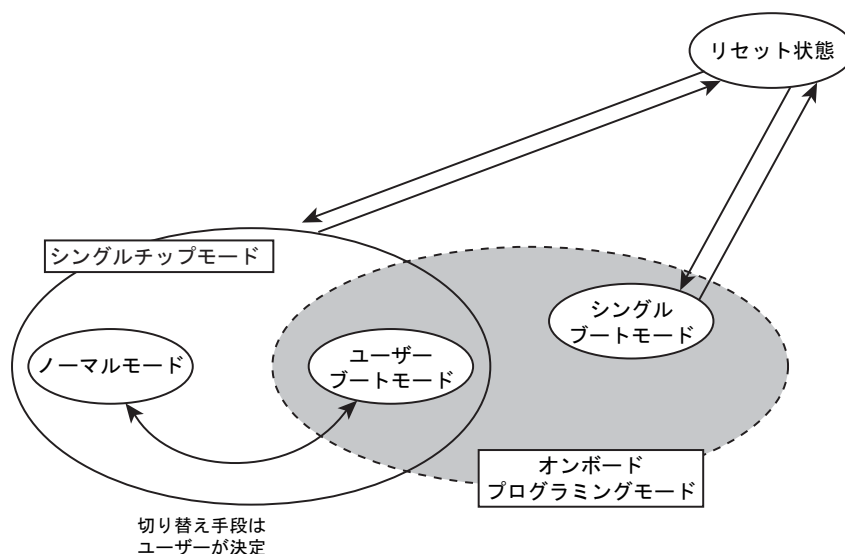 リセット状態
シングルチップモード
シングル
ブートモード
ノーマルモード
ユーザー
ブートモード
オンボード
プログラミングモード
切り替え手段は
ユーザーが決定